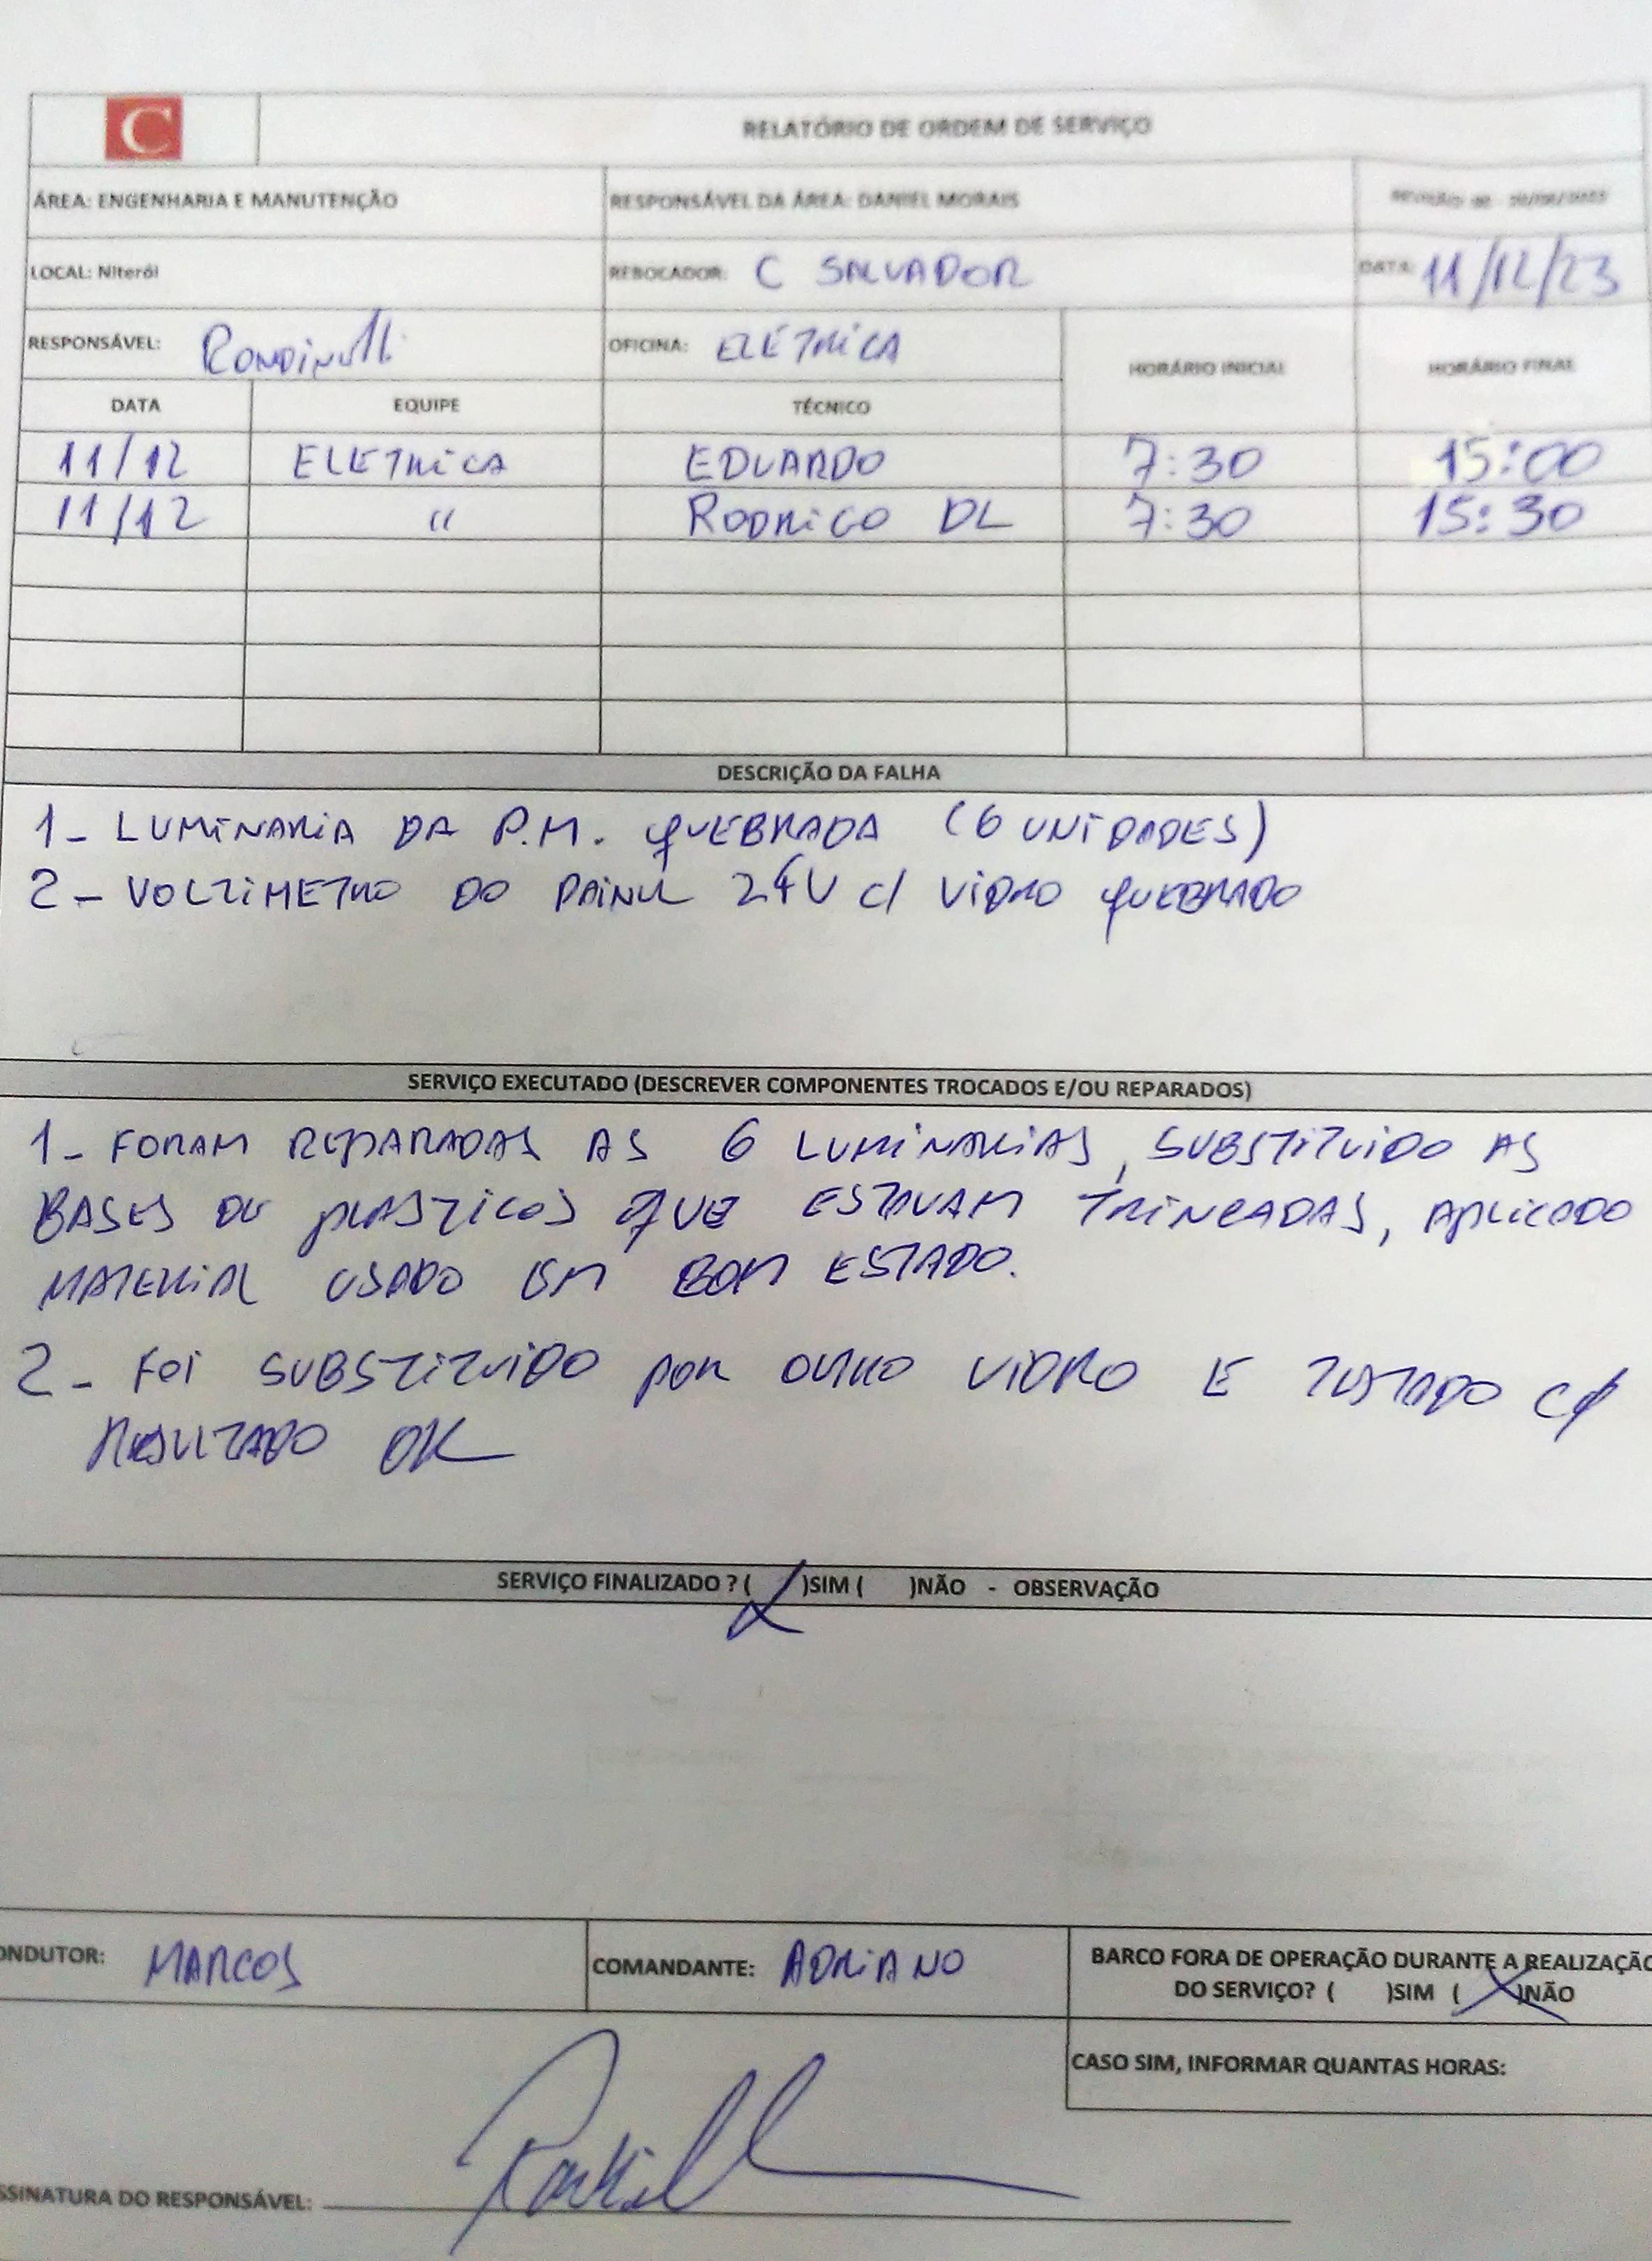 C
RELATÓRIO DE ORDEM DE SERVIÇO
ÁREA: ENGENHARIA E MANUTENÇÃO RESPONSÁVEL DA ÁREA: DANIEL MORAIS
LOCAL: Niterói REBOCADOR: C SALVADOR DATA: 11/12/23
RESPONSÁVEL: RONDINELLI OFICINA: ELÉTRICA HORÁRIO INICIAL HORÁRIO FINAL
DATA EQUIPE TÉCNICO
11/12 ELETRICA EDUARDO 7:30 15:00
11/12 " RODRIGO DL 7:30 15:30
DESCRIÇÃO DA FALHA
1- LUMINARIA DA P.M. QUEBRADA (6 UNIDADES)
2- VOLTIMETRO DO PAINEL 24V c/ VIDRO QUEBRADO
SERVIÇO EXECUTADO (DESCREVER COMPONENTES TROCADOS E/OU REPARADOS)
1- FORAM REPARADAS AS 6 LUMINARIAS, SUBSTITUIDO AS
BASES DE PLASTICOS QUE ESTAVAM TRINCADAS, APLICADO
MATERIAL USADO EM BOM ESTADO.
2- FOI SUBSTITUIDO POR OUTRO VIDRO E TESTADO c/
RESULTADO OK
SERVIÇO FINALIZADO ? ( X )SIM ( )NÃO - OBSERVAÇÃO
ONDUTOR: MARCOS COMANDANTE: ADRIANO BARCO FORA DE OPERAÇÃO DURANTE A REALIZAÇÃO
DO SERVIÇO? ( )SIM ( X )NÃO
CASO SIM, INFORMAR QUANTAS HORAS:
SSINATURA DO RESPONSÁVEL: